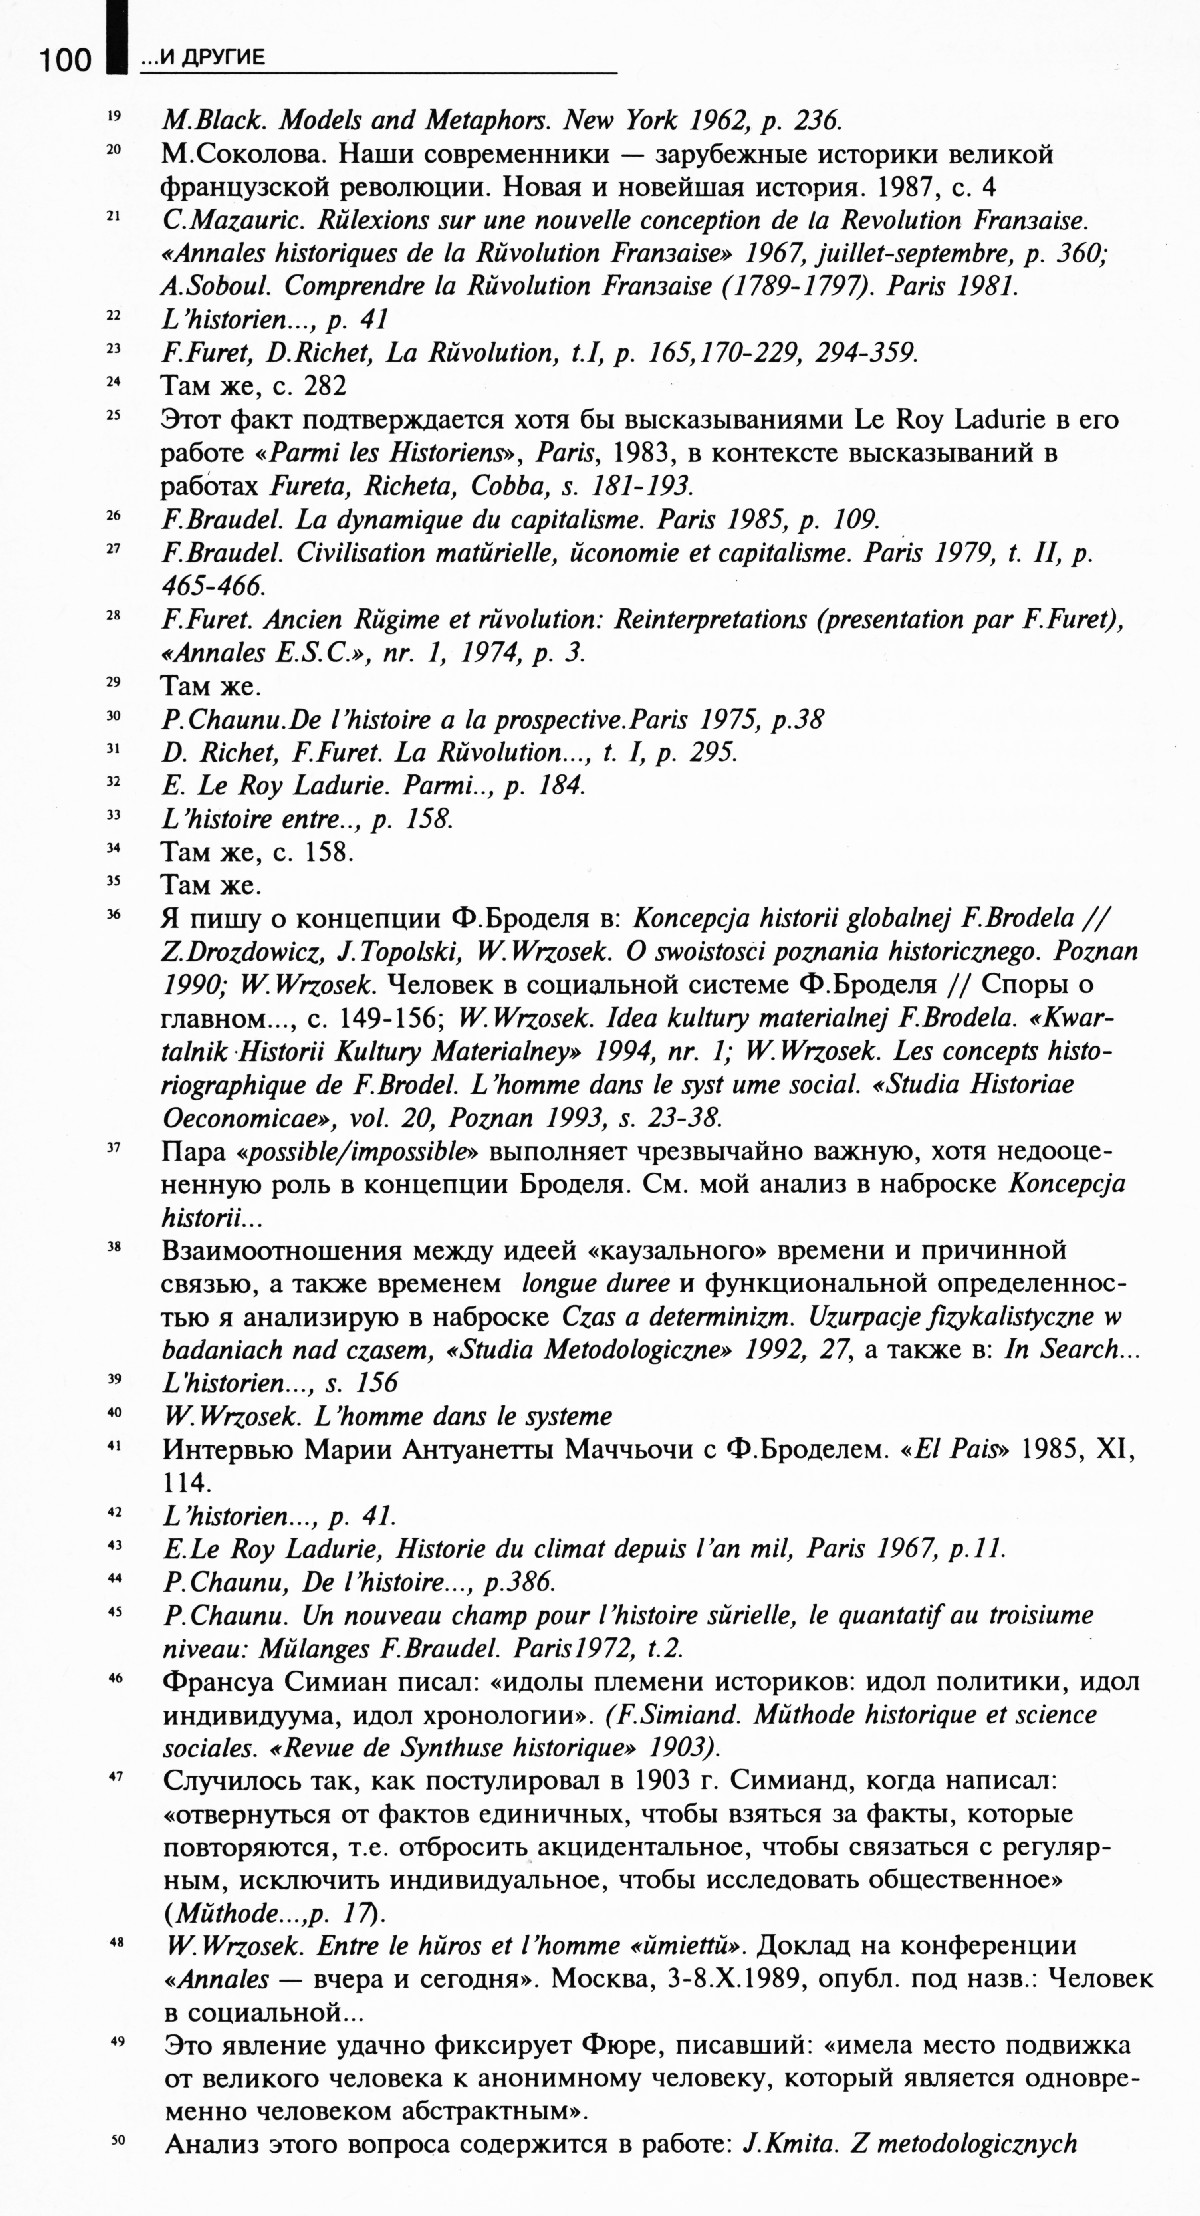 100 ...И ДРУГИЕ
19 M.Black. Models and Metaphors. New York 1962, p. 236.
20 М.Соколова. Наши современники — зарубежные историки великой
французской революции. Новая и новейшая история. 1987, с. 4
21 C.Mazauric. Rŭlexions sur une nouvelle conception de la Revolution Franзaise.
«Annales historiques de la Rŭvolution Franзaise» 1967, juillet-septembre, p. 360;
A.Soboul. Comprendre la Rŭvolution Franзaise (1789-1797). Paris 1981.
22 L'historien..., p. 41
23 F.Furet, D.Richet, La Rŭvolution, t.I, p. 165,170-229, 294-359.
24 Там же, с. 282
25 Этот факт подтверждается хотя бы высказываниями Le Roy Ladurie в его
работе «Parmi les Historiens», Paris, 1983, в контексте высказываний в
работах Fureta, Richeta, Cobba, s. 181-193.
26 F.Braudel. La dynamique du capitalisme. Paris 1985, p. 109.
27 F.Braudel. Civilisation matŭrielle, ŭconomie et capitalisme. Paris 1979, t. II, p.
465-466.
28 F.Furet. Ancien Rŭgime et rŭvolution: Reinterpretations (presentation par F.Furet),
«Annales E.S.C.», nr. 1, 1974, p. 3.
29 Там же.
30 P.Chaunu.De l'histoire a la prospective.Paris 1975, p.38
31 D. Richet, F.Furet. La Rŭvolution..., t. I, p. 295.
32 E. Le Roy Ladurie. Parmi.., p. 184.
33 L'histoire entre.., p. 158.
34 Там же, с. 158.
35 Там же.
36 Я пишу о концепции Ф.Броделя в: Koncepcja historii globalnej F.Brodela //
Z.Drozdowicz, J.Topolski, W.Wrzosek. O swoistosci poznania historicznego. Poznan
1990; W.Wrzosek. Человек в социальной системе Ф.Броделя // Споры о
главном..., с. 149-156; W.Wrzosek. Idea kultury materialnej F.Brodela. «Kwar-
talnik Historii Kultury Materialney» 1994, nr. 1; W.Wrzosek. Les concepts histo-
riographique de F.Brodel. L'homme dans le syst ume social. «Studia Historiae
Oeconomicae», vol. 20, Poznan 1993, s. 23-38.
37 Пара «possible/impossible» выполняет чрезвычайно важную, хотя недооце-
ненную роль в концепции Броделя. См. мой анализ в наброске Koncepcja
historii...
38 Взаимоотношения между идеей «каузального» времени и причинной
связью, а также временем longue duree и функциональной определеннос-
тью я анализирую в наброске Czas a determinizm. Uzurpacje fizykalistyczne w
badaniach nad czasem, «Studia Metodologiczne» 1992, 27, а также в: In Search...
39 L'historien..., s. 156
40 W.Wrzosek. L'homme dans le systeme
41 Интервью Марии Антуанетты Маччьочи с Ф.Броделем. «El Pais» 1985, XI,
114.
42 L'historien..., p. 41.
43 E.Le Roy Ladurie, Historie du climat depuis l'an mil, Paris 1967, p.11.
44 P.Chaunu, De l'histoire..., p.386.
45 P.Chaunu. Un nouveau champ pour l'histoire sŭrielle, le quantatif au troisiume
niveau: Mŭlanges F.Braudel. Paris1972, t.2.
46 Франсуа Симиан писал: «идолы племени историков: идол политики, идол
индивидуума, идол хронологии». (F.Simiand. Mŭthode historique et science
sociales. «Revue de Synthuse historique» 1903).
47 Случилось так, как постулировал в 1903 г. Симианд, когда написал:
«отвернуться от фактов единичных, чтобы взяться за факты, которые
повторяются, т.е. отбросить акцидентальное, чтобы связаться с регуляр-
ным, исключить индивидуальное, чтобы исследовать общественное»
(Mŭthode...,p. 17).
48 W.Wrzosek. Entre le hŭros et l'homme «ŭmiettŭ». Доклад на конференции
«Annales — вчера и сегодня». Москва, 3-8.X.1989, опубл. под назв.: Человек
в социальной...
49 Это явление удачно фиксирует Фюре, писавший: «имела место подвижка
от великого человека к анонимному человеку, который является одновре-
менно человеком абстрактным».
50 Анализ этого вопроса содержится в работе: J.Kmita. Z metodologicznych